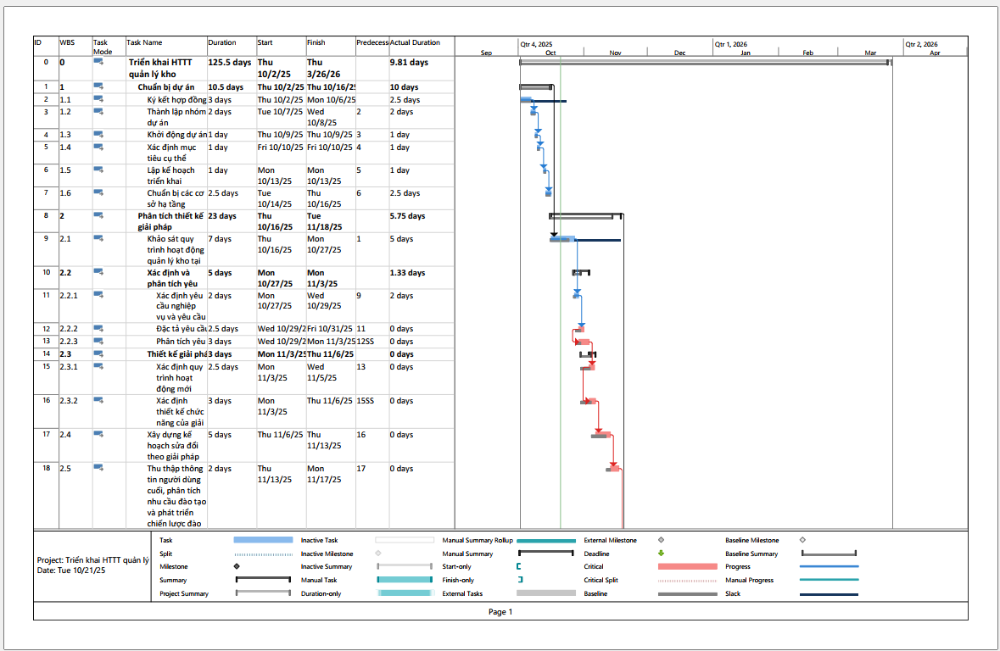 ID WBS Task Mode Task Name Duration Start Finish Predecess Actual Duration
Qtr 4, 2025 Qtr 1, 2026 Qtr 2, 2026
Sep Oct Nov Dec Jan Feb Mar Apr
0 0 Triển khai HTTT quản lý kho 125.5 days Thu 10/2/25 Thu 3/26/26 9.81 days
1 1 Chuẩn bị dự án 10.5 days Thu 10/2/25 Thu 10/16/25 10 days
2 1.1 Ký kết hợp đồng 3 days Thu 10/2/25 Mon 10/6/25 2.5 days
3 1.2 Thành lập nhóm dự án 2 days Tue 10/7/25 Wed 10/8/25 2 2 days
4 1.3 Khởi động dự án 1 day Thu 10/9/25 Thu 10/9/25 3 1 day
5 1.4 Xác định mục tiêu cụ thể 1 day Fri 10/10/25 Fri 10/10/25 4 1 day
6 1.5 Lập kế hoạch triển khai 1 day Mon 10/13/25 Mon 10/13/25 5 1 day
7 1.6 Chuẩn bị các cơ sở hạ tầng 2.5 days Tue 10/14/25 Thu 10/16/25 6 2.5 days
8 2 Phân tích thiết kế giải pháp 23 days Thu 10/16/25 Tue 11/18/25 5.75 days
9 2.1 Khảo sát quy trình hoạt động quản lý kho tại 7 days Thu 10/16/25 Mon 10/27/25 1 5 days
10 2.2 Xác định và phân tích yêu 5 days Mon 10/27/25 Mon 11/3/25 1.33 days
11 2.2.1 Xác định yêu cầu nghiệp vụ và yêu cầu 2 days Mon 10/27/25 Wed 10/29/25 9 2 days
12 2.2.2 Đặc tả yêu cầu 2.5 days Wed 10/29/2 Fri 10/31/25 11 0 days
13 2.2.3 Phân tích yêu 3 days Wed 10/29/2 Mon 11/3/25 12SS 0 days
14 2.3 Thiết kế giải phá 3 days Mon 11/3/25 Thu 11/6/25 0 days
15 2.3.1 Xác định quy trình hoạt động mới 2.5 days Mon 11/3/25 Wed 11/5/25 13 0 days
16 2.3.2 Xác định thiết kế chức năng của giải 3 days Mon 11/3/25 Thu 11/6/25 15SS 0 days
17 2.4 Xây dựng kế hoạch sửa đổi theo giải pháp 5 days Thu 11/6/25 Thu 11/13/25 16 0 days
18 2.5 Thu thập thông tin người dùng cuối, phân tích nhu cầu đào tạo và phát triển chiến lược đào 2 days Thu 11/13/25 Mon 11/17/25 17 0 days
Project: Triển khai HTTT quản lý
Date: Tue 10/21/25
Task Inactive Task Manual Summary Rollup External Milestone Baseline Milestone
Split Inactive Milestone Manual Summary Deadline Baseline Summary
Milestone Inactive Summary Start-only Critical Progress
Summary Manual Task Finish-only Critical Split Manual Progress
Project Summary Duration-only External Tasks Baseline Slack
Page 1